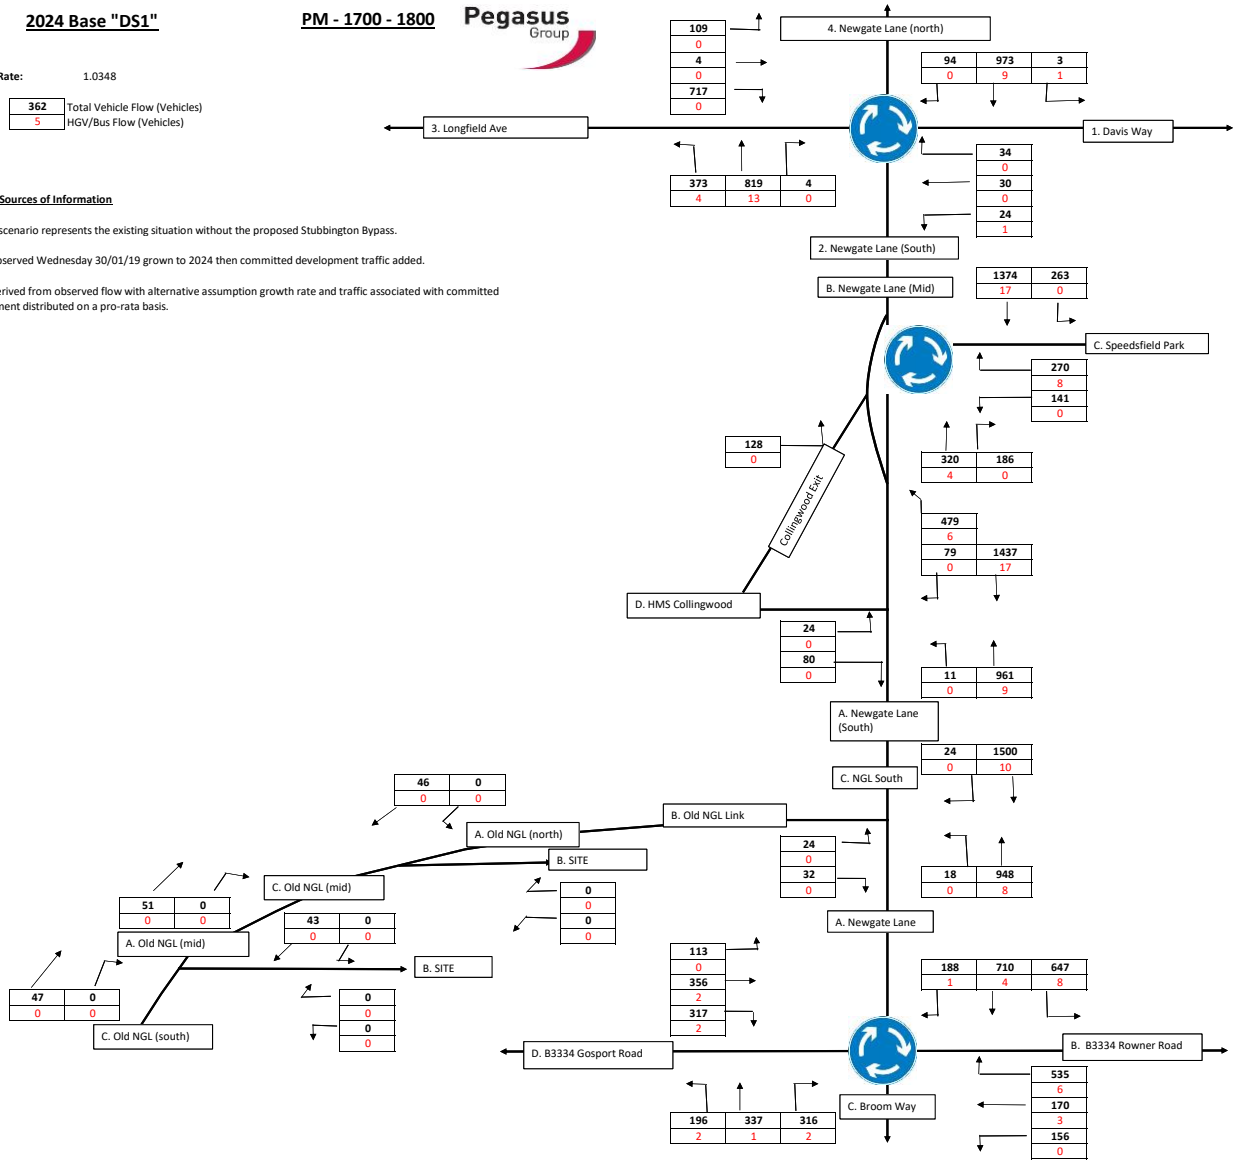 2024 Base "DS1"
PM - 1700 - 1800
Pegasus
Group
Rate: 1.0348
362 Total Vehicle Flow (Vehicles)
5 HGV/Bus Flow (Vehicles)
Sources of Information
scenario represents the existing situation without the proposed Stubbington Bypass.
Wednesday 30/01/19 grown to 2024 then committed development traffic added.
from observed flow with alternative assumption growth rate and traffic associated with committed
distributed on a pro-rata basis.
4. Newgate Lane (north)
109
0
4
0
717
0
94 973 3
0 9 1
3. Longfield Ave
1. Davis Way
373 819 4
4 13 0
34
0
30
0
24
1
2. Newgate Lane (South)
B. Newgate Lane (Mid)
1374 263
17 0
C. Speedsfield Park
270
8
141
0
128
0
Collingwood Exit
320 186
4 0
479
6
79 1437
0 17
D. HMS Collingwood
24
0
80
0
11 961
0 9
A. Newgate Lane
(South)
24 1500
0 10
C. NGL South
46 0
0 0
B. Old NGL Link
A. Old NGL (north)
B. SITE
24
0
32
0
18 948
0 8
C. Old NGL (mid)
51 0
0 0
0
0
0
0
43 0
0 0
A. Newgate Lane
A. Old NGL (mid)
B. SITE
47 0
0 0
0
0
0
0
C. Old NGL (south)
113
0
356
2
317
2
188 710 647
1 4 8
D. B3334 Gosport Road
B. B3334 Rowner Road
C. Broom Way
196 337 316
2 1 2
535
6
170
3
156
0